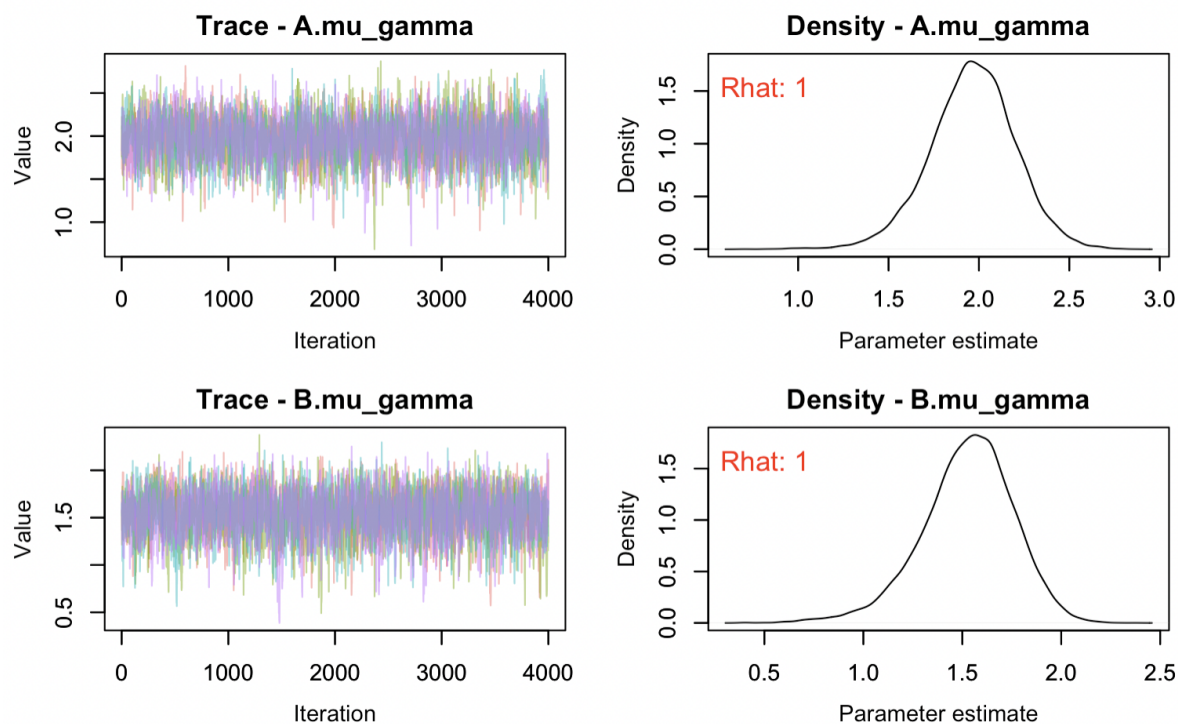 Trace - A.mu_gamma
Value
1.0 2.0
0 1000 2000 3000 4000
Iteration
Density - A.mu_gamma
Rhat: 1
Density
0.0 0.5 1.0 1.5
1.0 1.5 2.0 2.5 3.0
Parameter estimate
Trace - B.mu_gamma
Value
0.5 1.5
0 1000 2000 3000 4000
Iteration
Density - B.mu_gamma
Rhat: 1
Density
0.0 0.5 1.0 1.5
0.5 1.0 1.5 2.0 2.5
Parameter estimate